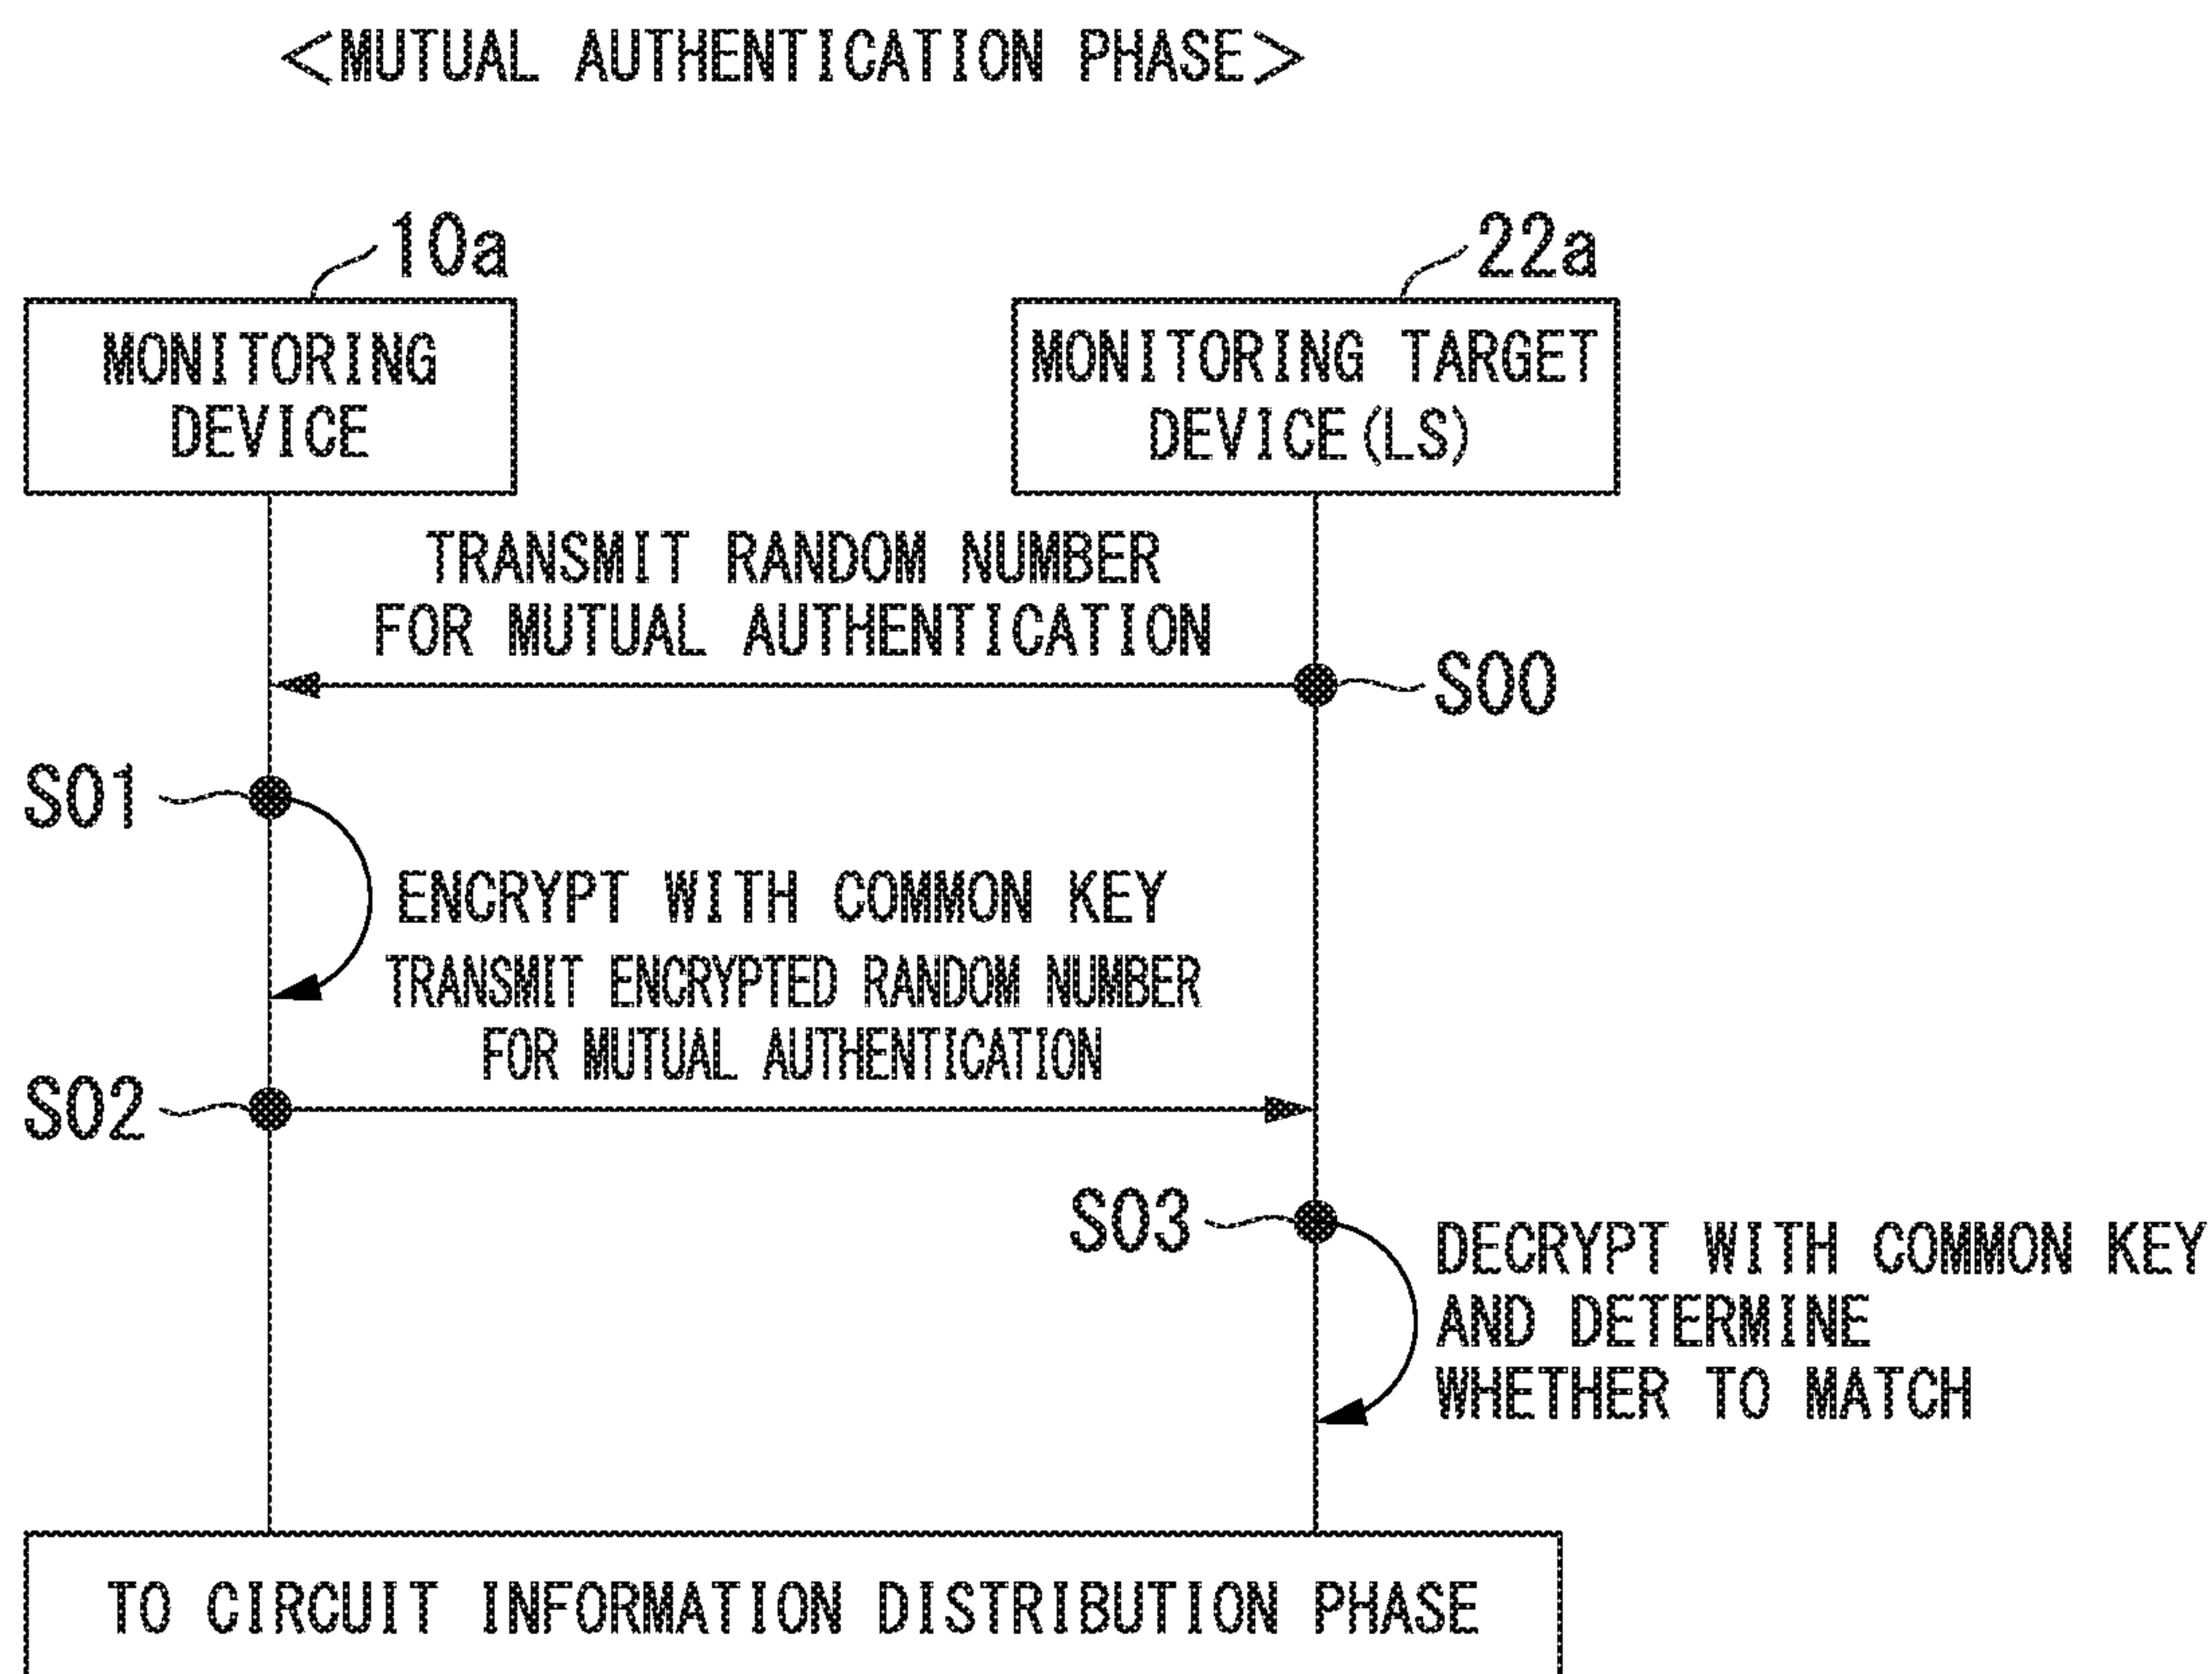 <MUTUAL AUTHENTICATION PHASE>
10a
22a
MONITORING
DEVICE
MONITORING TARGET
DEVICE(LS)
TRANSMIT RANDOM NUMBER
FOR MUTUAL AUTHENTICATION
S00
S01
ENCRYPT WITH COMMON KEY
TRANSMIT ENCRYPTED RANDOM NUMBER
FOR MUTUAL AUTHENTICATION
S02
S03
DECRYPT WITH COMMON KEY
AND DETERMINE
WHETHER TO MATCH
TO CIRCUIT INFORMATION DISTRIBUTION PHASE